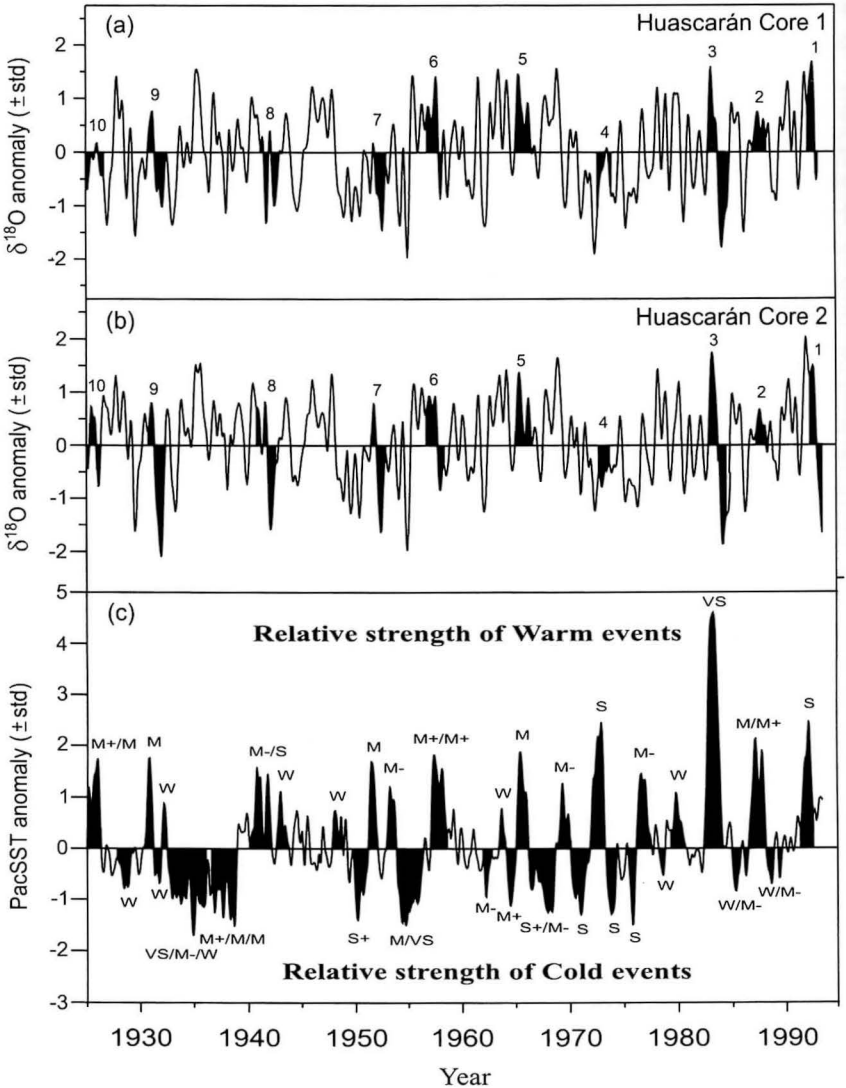 (a)
Huascarán Core 1
δ¹⁸O anomaly (± std)
2
1
0
-1
-2
10
9
8
7
6
5
4
3
2
1
(b)
Huascarán Core 2
δ¹⁸O anomaly (± std)
2
1
0
-1
-2
10
9
8
7
6
5
4
3
2
1
(c)
Relative strength of Warm events
PacSST anomaly (± std)
5
4
3
2
1
0
-1
-2
-3
M+/M
M
W
M-/S
W
W
M
M-
M+/M+
W
M
M-
S
M-
W
VS
M/M+
S
W
W
VS/M-/W
M+/M/M
S+
M/VS
M-
M+
S+/M-
S
S
S
W
W/M-
W/M-
Relative strength of Cold events
1930 1940 1950 1960 1970 1980 1990
Year